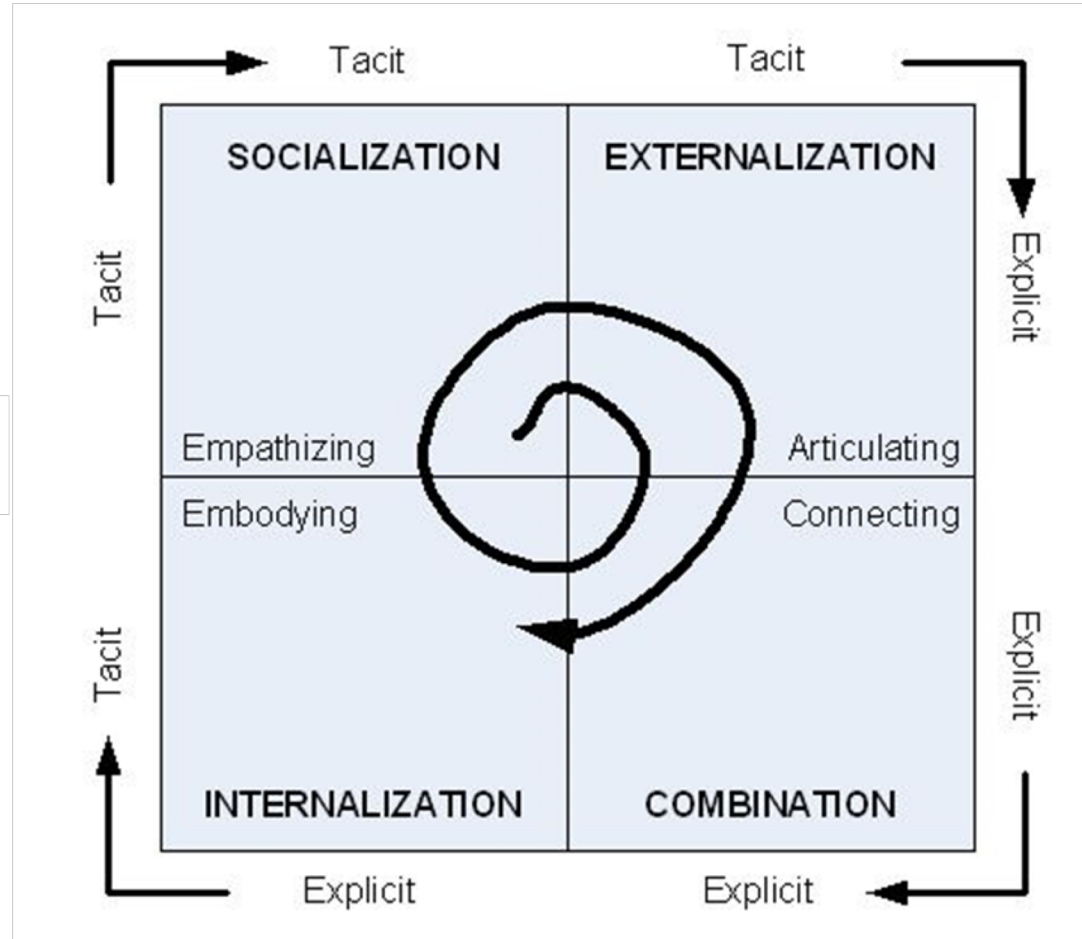 Tacit
Tacit
SOCIALIZATION
EXTERNALIZATION
Tacit
Explicit
Empathizing
Articulating
Embodying
Connecting
Tacit
Explicit
INTERNALIZATION
COMBINATION
Explicit
Explicit